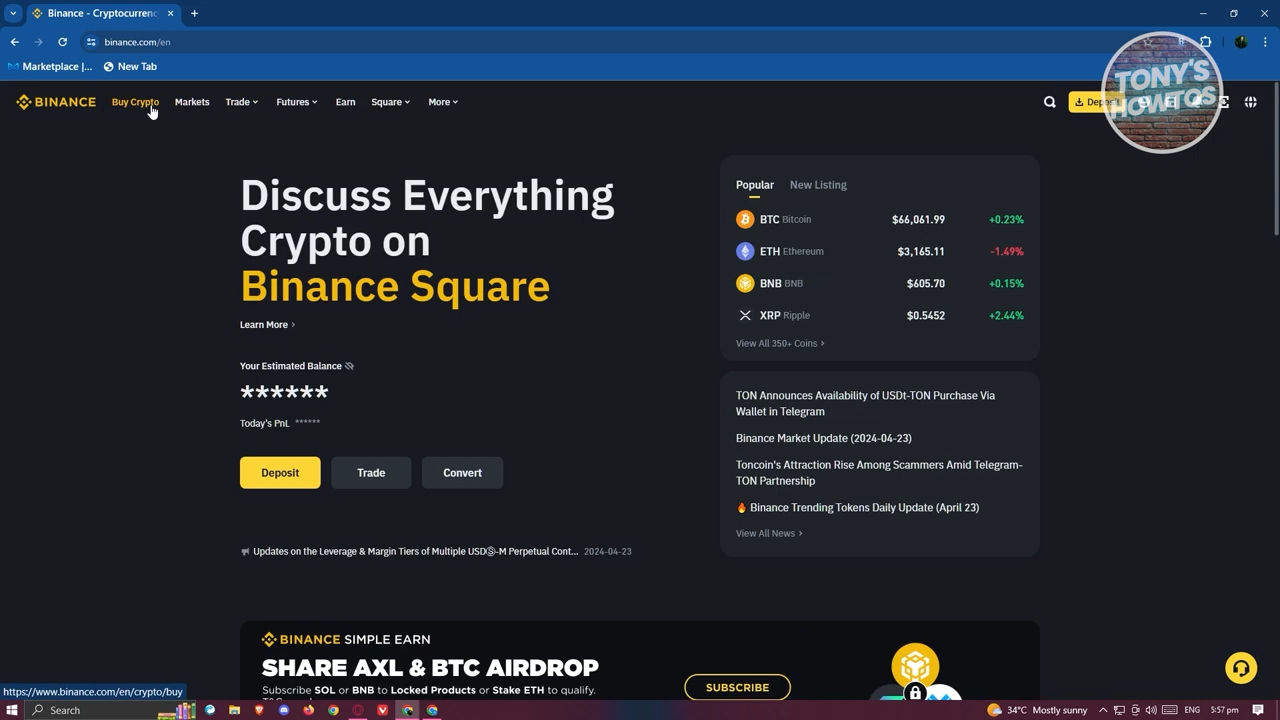 Binance - Cryptocurrenc
binance.com/en
Marketplace |... New Tab
BINANCE Buy Crypto Markets Trade Futures Earn Square More
TONY'S
HOWTOS
Discuss Everything
Crypto on
Binance Square
Learn More >
Your Estimated Balance
******
Today's PnL ******
Deposit Trade Convert
Updates on the Leverage & Margin Tiers of Multiple USDⓈ-M Perpetual Cont... 2024-04-23
Popular New Listing
BTC Bitcoin $66,061.99 +0.23%
ETH Ethereum $3,165.11 -1.49%
BNB BNB $605.70 +0.15%
XRP Ripple $0.5452 +2.44%
View All 350+ Coins >
TON Announces Availability of USDt-TON Purchase Via
Wallet in Telegram
Binance Market Update (2024-04-23)
Toncoin's Attraction Rise Among Scammers Amid Telegram-
TON Partnership
🔥 Binance Trending Tokens Daily Update (April 23)
View All News >
BINANCE SIMPLE EARN
SHARE AXL & BTC AIRDROP
Subscribe SOL or BNB to Locked Products or Stake ETH to qualify.
SUBSCRIBE
https://www.binance.com/en/crypto/buy
Search
34°C Mostly sunny
ENG 5:57 pm